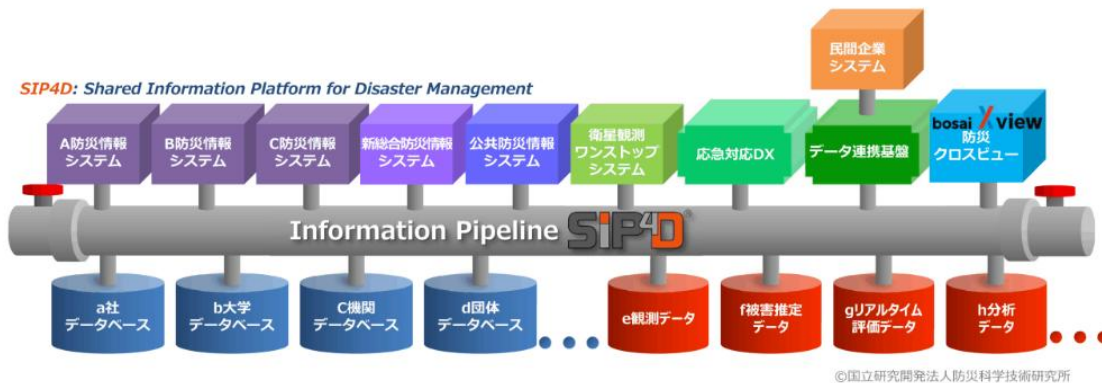 民間企業
システム
SIP4D: Shared Information Platform for Disaster Management
A防災情報
システム
B防災情報
システム
C防災情報
システム
新総合防災情報
システム
公共防災情報
システム
衛星観測
ワンストップ
システム
応急対応DX
データ連携基盤
bosai Xview
防災
クロスビュー
Information Pipeline SiP4D®
a社
データベース
b大学
データベース
C機関
データベース
d団体
データベース
e観測データ
f被害推定
データ
gリアルタイム
評価データ
h分析
データ
©国立研究開発法人防災科学技術研究所